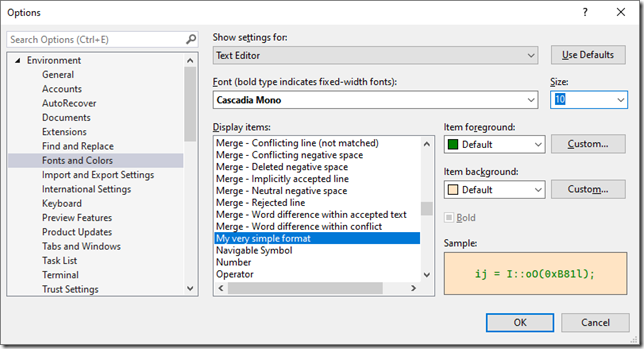 Options
Search Options (Ctrl+E)
Environment
General
Accounts
AutoRecover
Documents
Extensions
Find and Replace
Fonts and Colors
Import and Export Settings
International Settings
Keyboard
Preview Features
Product Updates
Tabs and Windows
Task List
Terminal
Trust Settings
Show settings for:
Text Editor
Use Defaults
Font (bold type indicates fixed-width fonts):
Size:
Cascadia Mono
10
Display items:
Merge - Conflicting line (not matched)
Merge - Conflicting negative space
Merge - Deleted negative space
Merge - Implicitly accepted line
Merge - Neutral negative space
Merge - Rejected line
Merge - Word difference within accepted text
Merge - Word difference within conflict
My very simple format
Navigable Symbol
Number
Operator
Item foreground:
Default
Custom...
Item background:
Default
Custom...
Bold
Sample:
ij = I::oO(0xB81l);
OK
Cancel